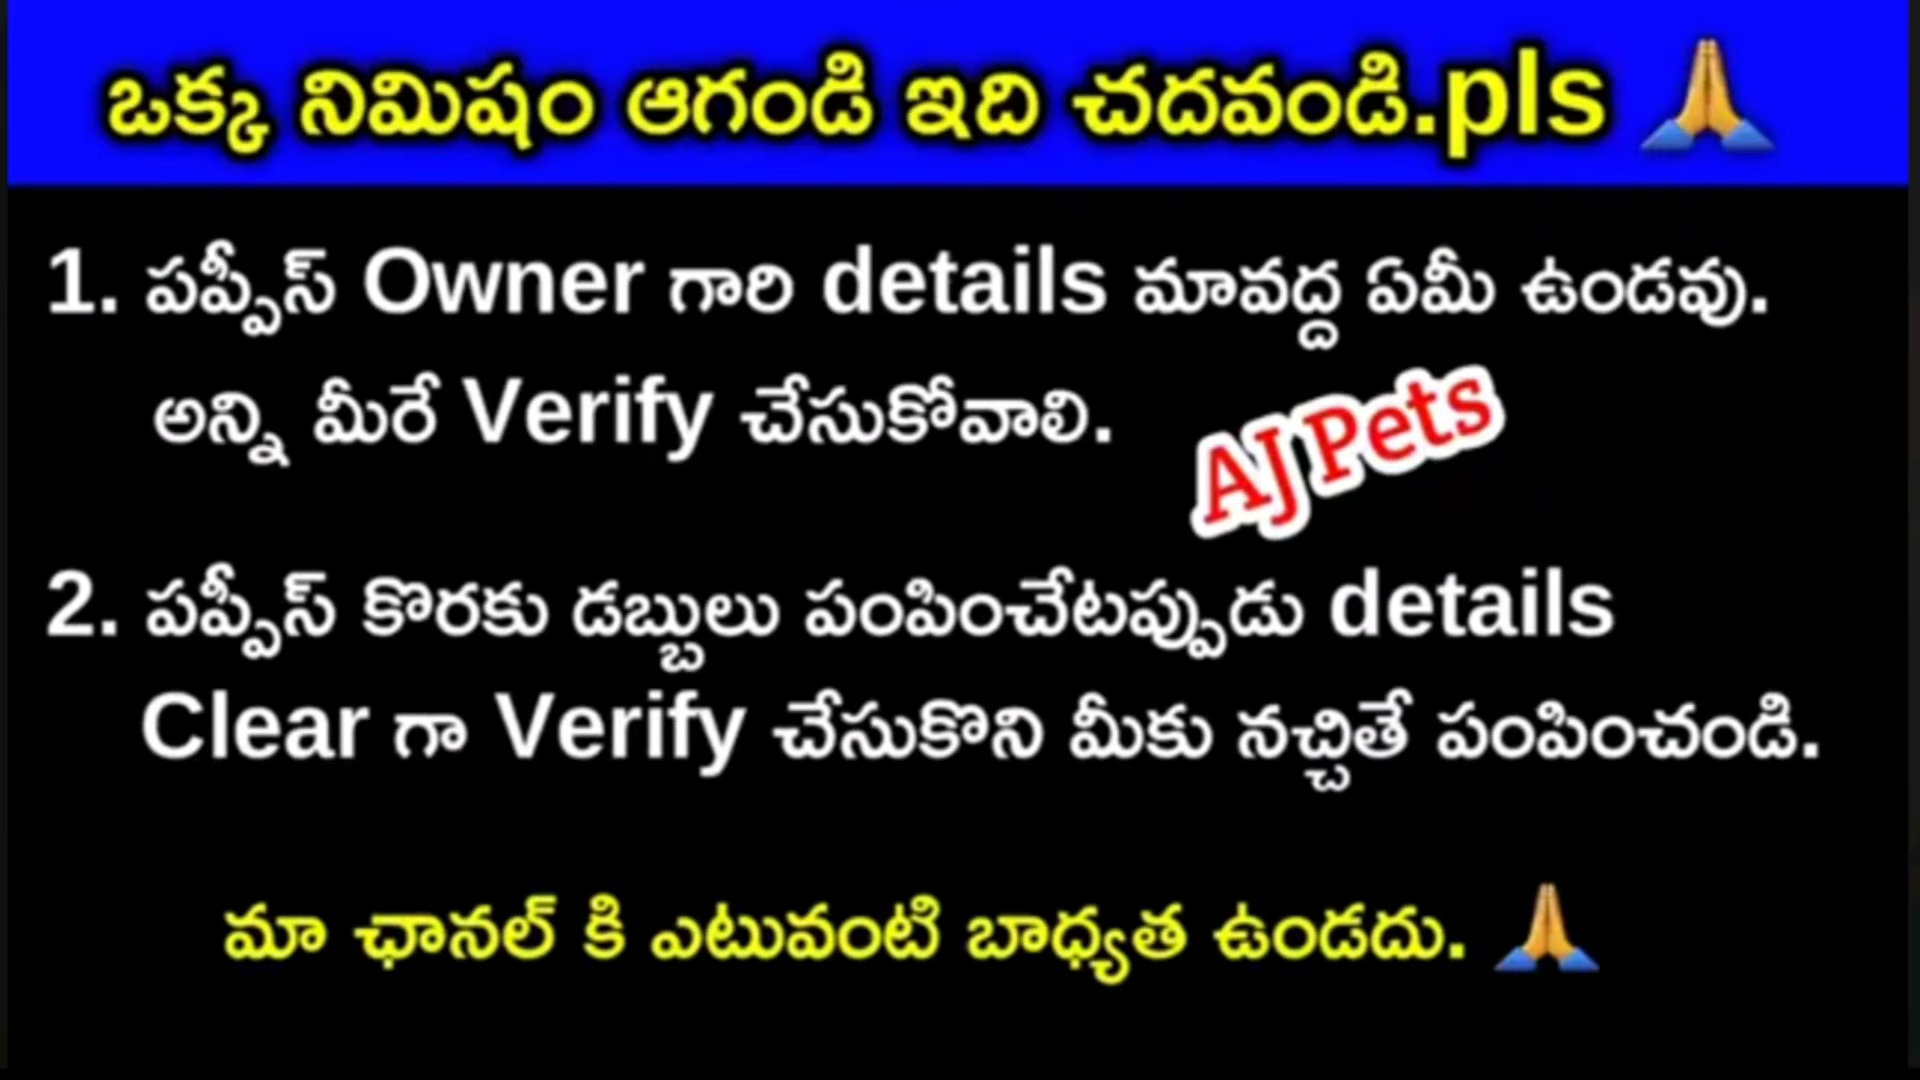 ఒక్క నిమిషం ఆగండి ఇది చదవండి.pls 🙏
1. పప్పీస్ Owner గారి details మావద్ద ఏమీ ఉండవు.
అన్ని మీరే Verify చేసుకోవాలి.
AJ Pets
2. పప్పీస్ కొరకు డబ్బులు పంపించేటప్పుడు details
Clear గా Verify చేసుకొని మీకు నచ్చితే పంపించండి.
మా ఛానల్ కి ఎటువంటి బాధ్యత ఉండదు. 🙏